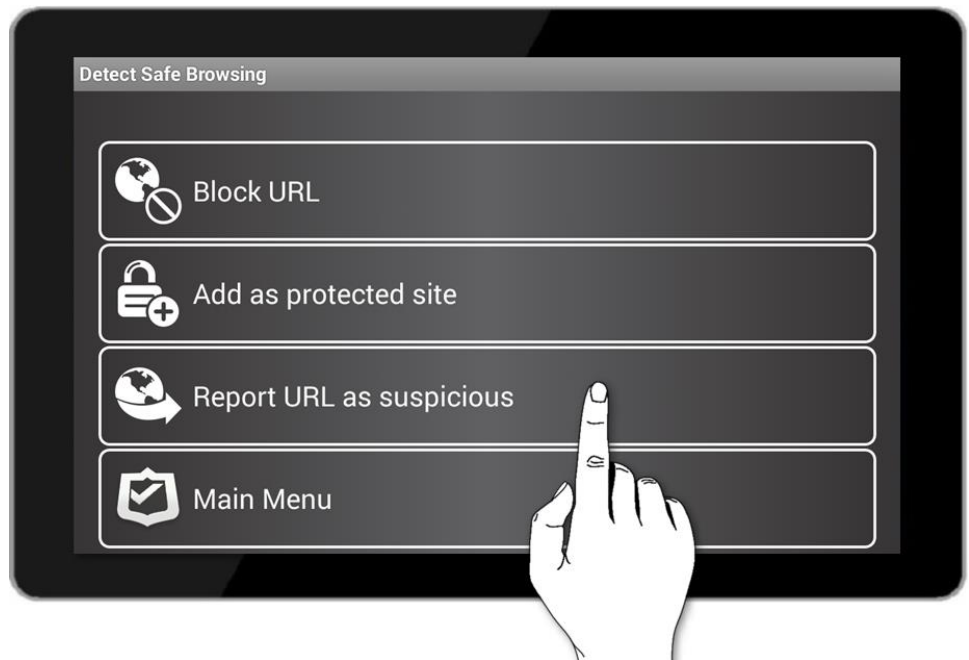 Detect Safe Browsing
Block URL
Add as protected site
Report URL as suspicious
Main Menu